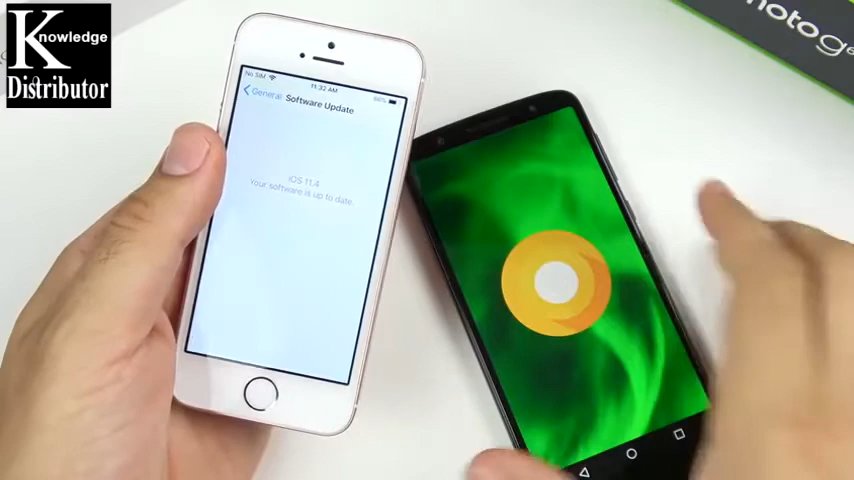 Knowledge
Distributor
moto g6
No SIM
11:32 AM
General
Software Update
iOS 11.4
Your software is up to date.